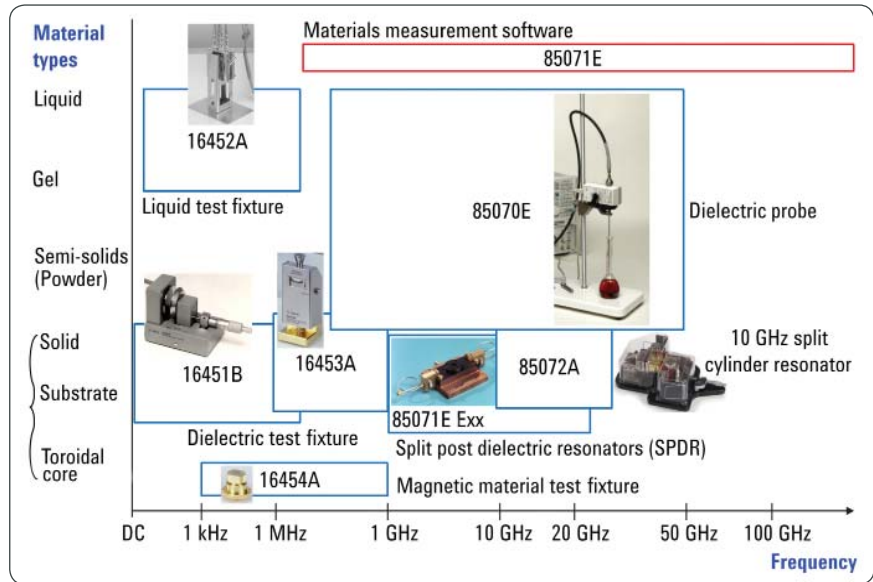 Material
types
Materials measurement software
85071E
Liquid
16452A
Gel
Liquid test fixture
85070E
Dielectric probe
Semi-solids
(Powder)
Solid
16451B
16453A
85072A
10 GHz split
cylinder resonator
Substrate
85071E Exx
Dielectric test fixture
Split post dielectric resonators (SPDR)
Toroidal
core
16454A
Magnetic material test fixture
DC
1 kHz
1 MHz
1 GHz
10 GHz
20 GHz
50 GHz
100 GHz
Frequency